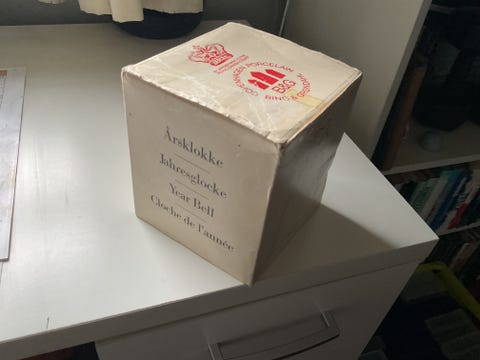 COPENHAGEN PORCELAIN
B&G
BING & GRØNDAHL
Årsklokke
Jahresglocke
Year Bell
Cloche de l'année